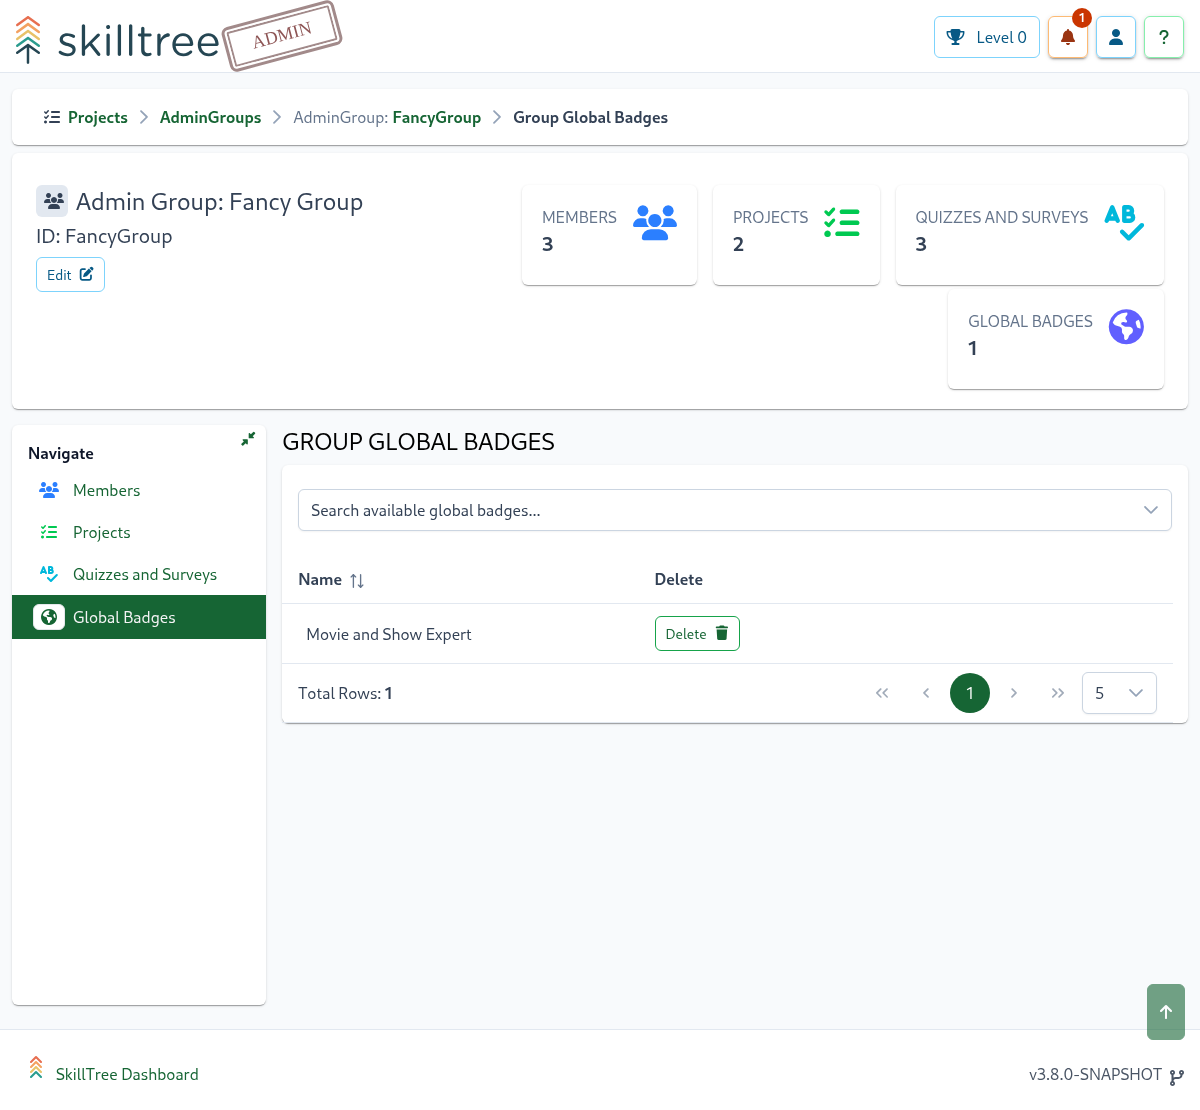 skilltree
ADMIN
Level 0
1
?
Projects
AdminGroups
AdminGroup: FancyGroup
Group Global Badges
Admin Group: Fancy Group
ID: FancyGroup
Edit
MEMBERS
3
PROJECTS
2
QUIZZES AND SURVEYS
3
AB
GLOBAL BADGES
1
Navigate
Members
Projects
AB
Quizzes and Surveys
Global Badges
GROUP GLOBAL BADGES
Search available global badges...
Name
Delete
Movie and Show Expert
Delete
Total Rows: 1
1
5
SkillTree Dashboard
v3.8.0-SNAPSHOT